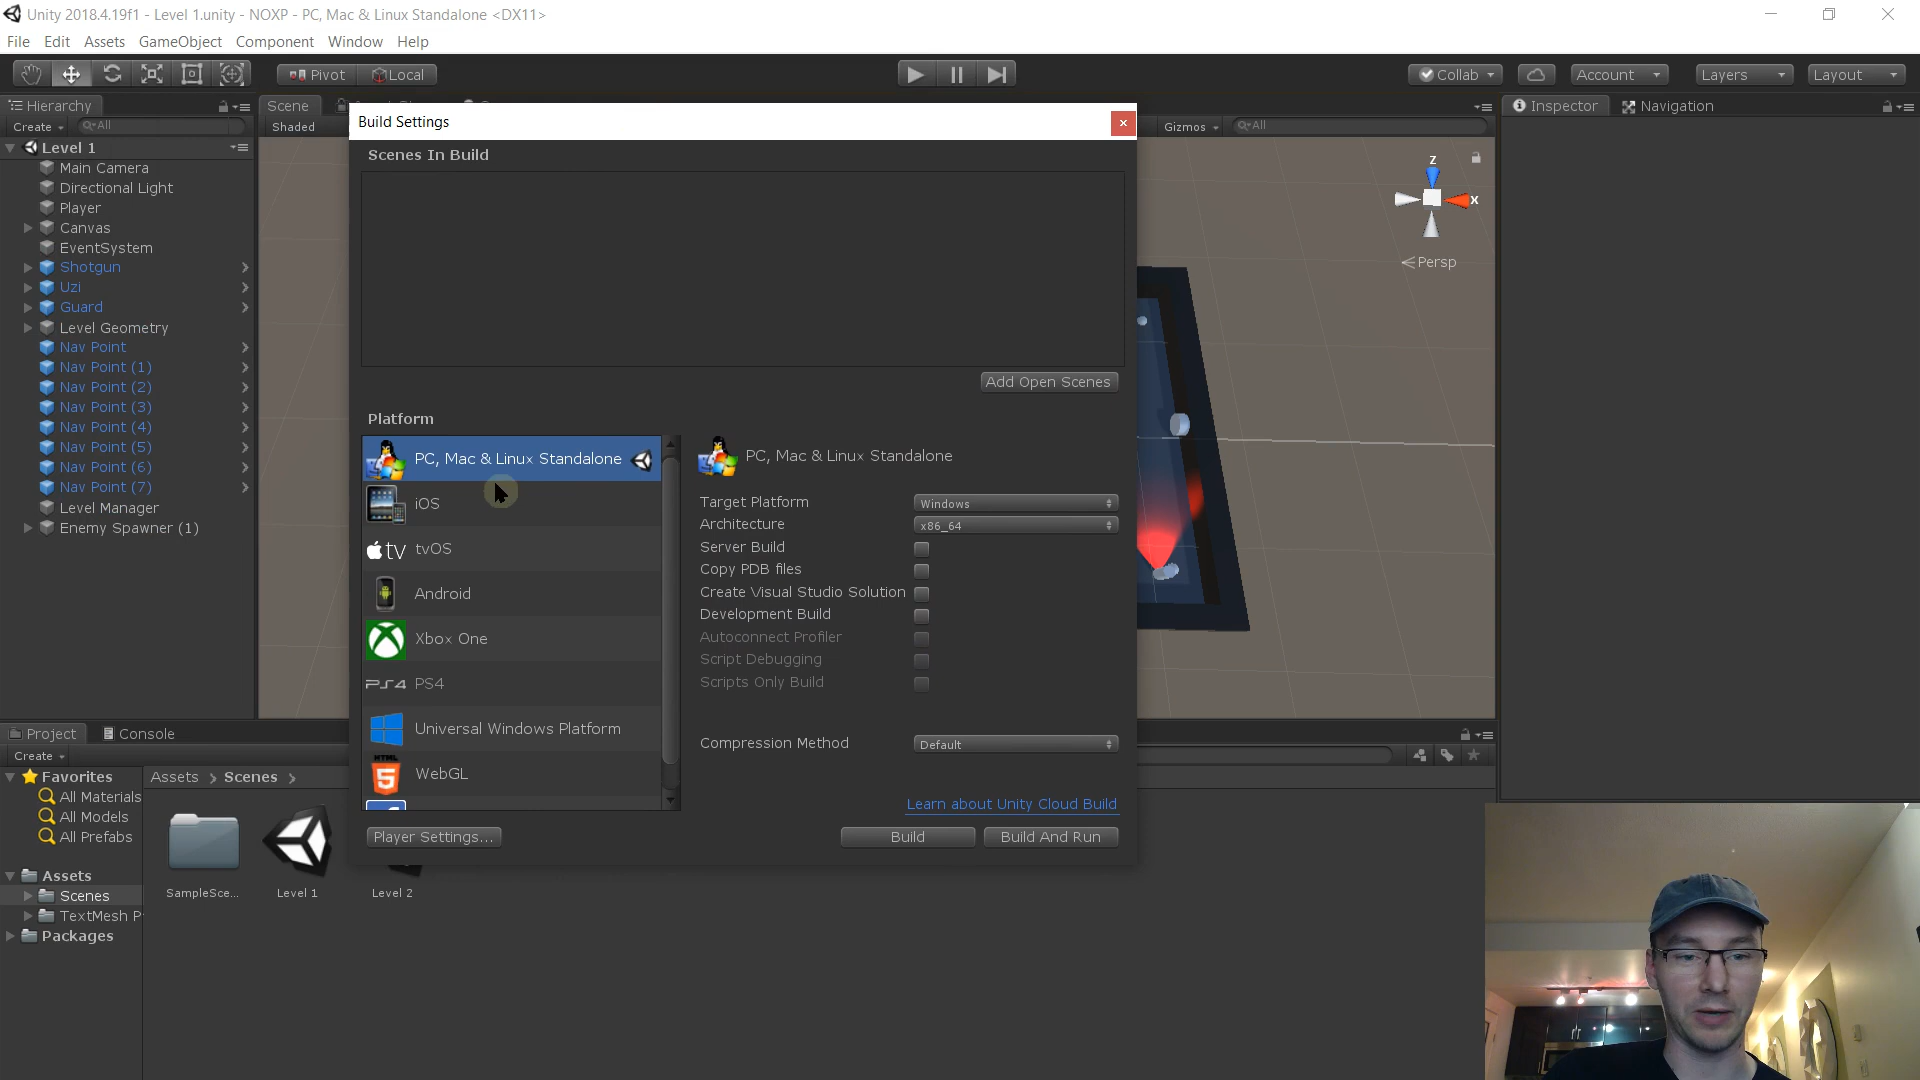 Unity 2018.4.19f1 - Level 1.unity - NOXP - PC, Mac & Linux Standalone <DX11>
File Edit Assets GameObject Component Window Help
Pivot Local Collab Account Layers Layout
Hierarchy
Create All
Level 1
Main Camera
Directional Light
Player
Canvas
EventSystem
Shotgun
Uzi
Guard
Level Geometry
Nav Point
Nav Point (1)
Nav Point (2)
Nav Point (3)
Nav Point (4)
Nav Point (5)
Nav Point (6)
Nav Point (7)
Level Manager
Enemy Spawner (1)
Scene
Shaded
Gizmos All
z
x
Persp
Inspector Navigation
Build Settings
Scenes In Build
Add Open Scenes
Platform
PC, Mac & Linux Standalone
iOS
tv tvOS
Android
Xbox One
PS4 PS4
Universal Windows Platform
HTML 5 WebGL
PC, Mac & Linux Standalone
Target Platform Windows
Architecture x86_64
Server Build
Copy PDB files
Create Visual Studio Solution
Development Build
Autoconnect Profiler
Script Debugging
Scripts Only Build
Compression Method Default
Learn about Unity Cloud Build
Player Settings... Build Build And Run
Project Console
Create
Favorites
All Materials
All Models
All Prefabs
Assets
Scenes
TextMesh P
Packages
Assets Scenes
SampleSce...
Level 1
Level 2